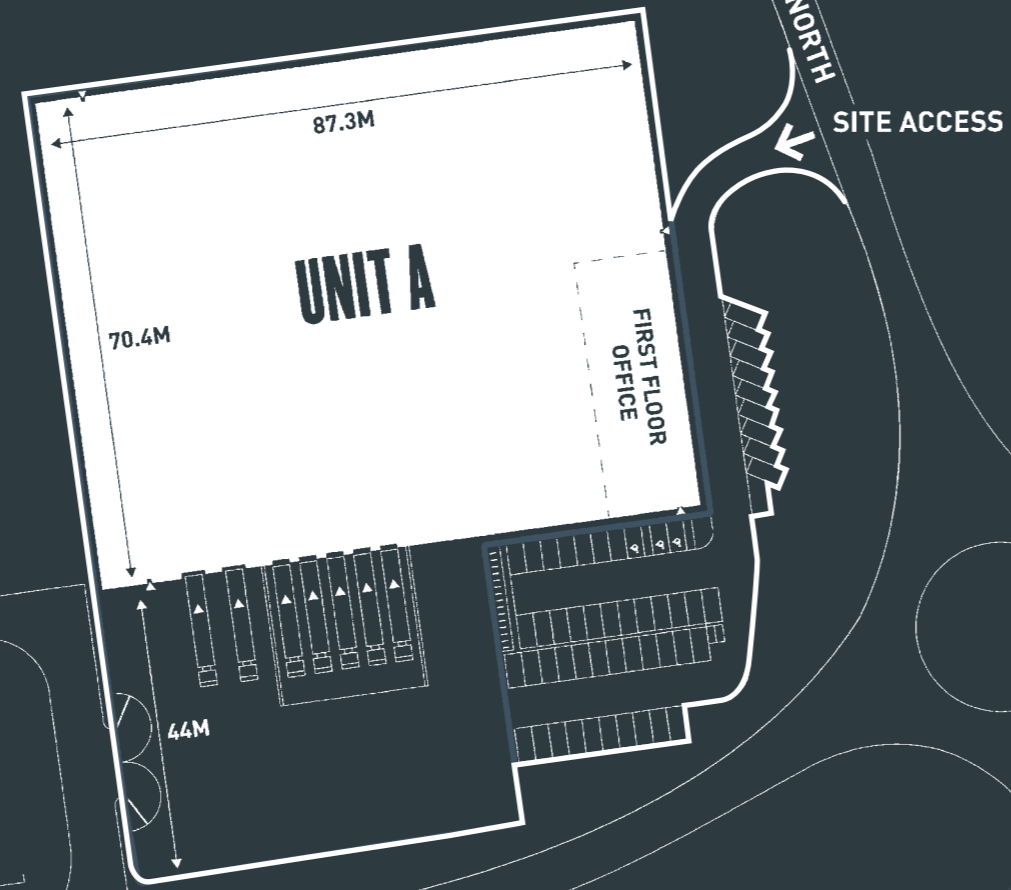 NORTH
SITE ACCESS
87.3M
UNIT A
70.4M
FIRST FLOOR
OFFICE
44M